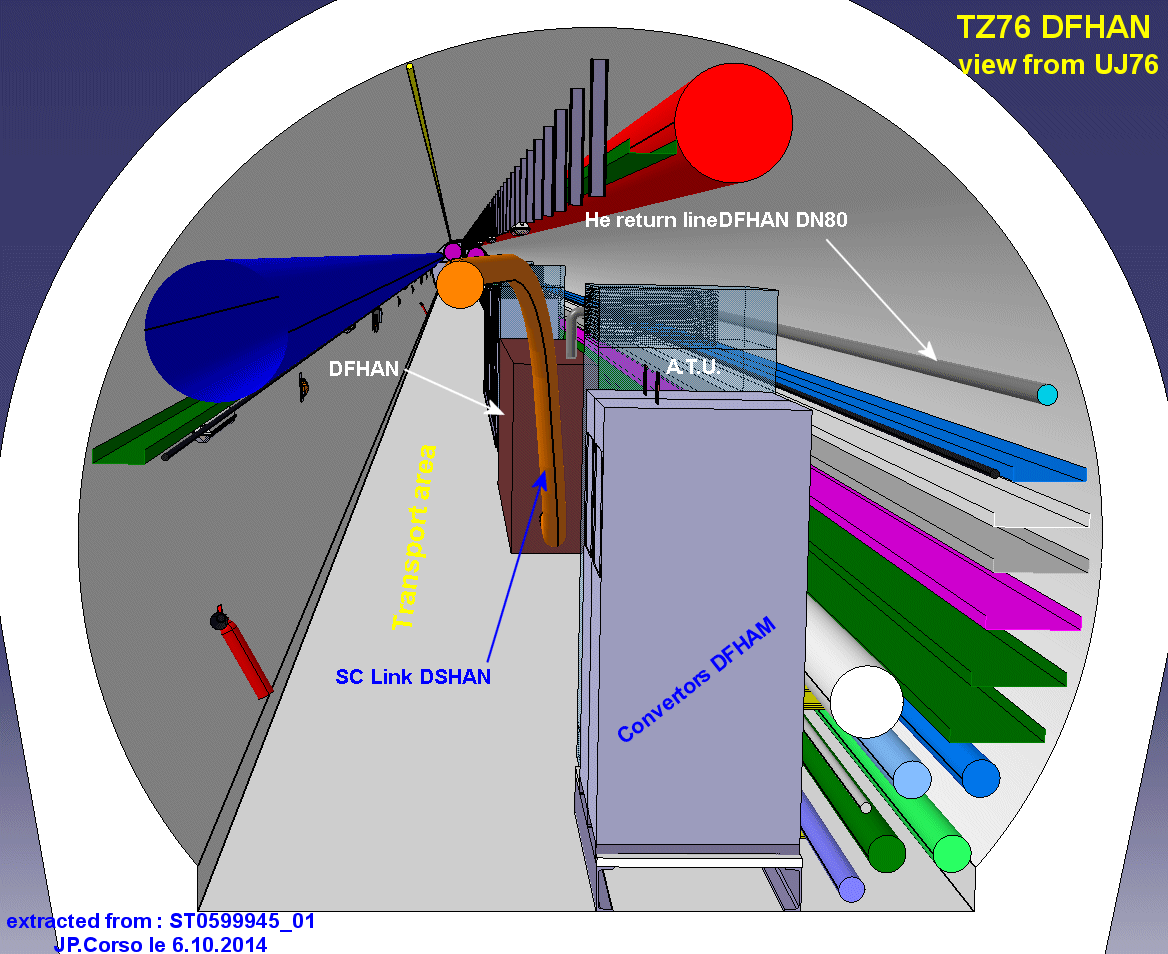 TZ76 DFHAN
view from UJ76
He return lineDFHAN DN80
DFHAN
A.T.U.
Transport area
SC Link DSHAN
Convertors DFHAM
extracted from : ST0599945_01
JP.Corso le 6.10.2014